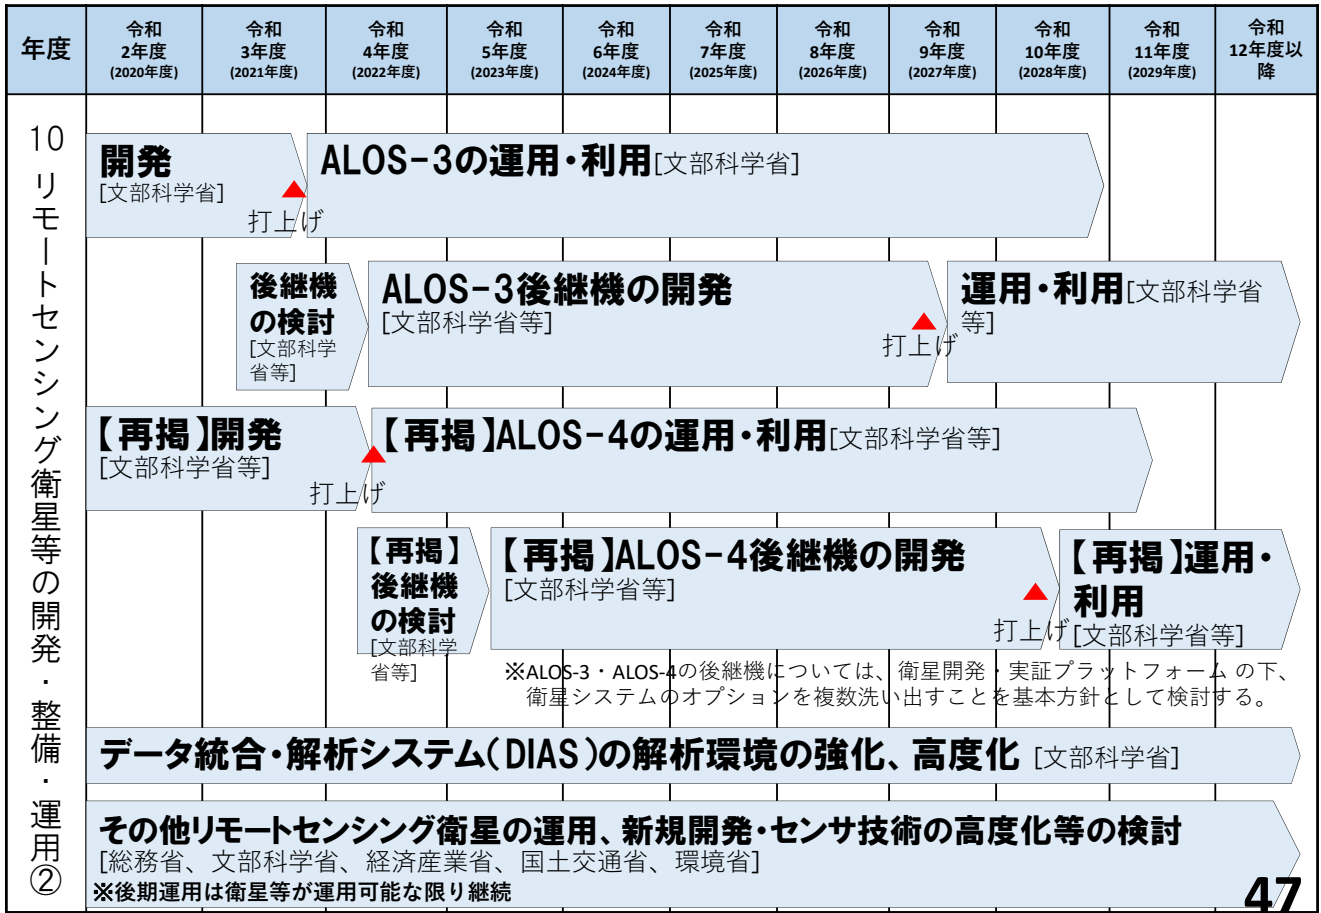 年度
令和
2年度
(2020年度)
令和
3年度
(2021年度)
令和
4年度
(2022年度)
令和
5年度
(2023年度)
令和
6年度
(2024年度)
令和
7年度
(2025年度)
令和
8年度
(2026年度)
令和
9年度
(2027年度)
令和
10年度
(2028年度)
令和
11年度
(2029年度)
令和
12年度以
降
10 リモートセンシング衛星等の開発・整備・運用②
開発
[文部科学省]
打上げ
ALOS-3の運用・利用[文部科学省]
後継機
の検討
[文部科学
省等]
ALOS-3後継機の開発
[文部科学省等]
打上げ
運用・利用[文部科学省
等]
【再掲】開発
[文部科学省等]
打上げ
【再掲】ALOS-4の運用・利用[文部科学省等]
【再掲】
後継機
の検討
[文部科学
省等]
【再掲】ALOS-4後継機の開発
[文部科学省等]
打上げ
【再掲】運用・
利用
[文部科学省等]
※ALOS-3・ALOS-4の後継機については、衛星開発・実証プラットフォーム の下、
衛星システムのオプションを複数洗い出すことを基本方針として検討する。
データ統合・解析システム(DIAS)の解析環境の強化、高度化 [文部科学省]
その他リモートセンシング衛星の運用、新規開発・センサ技術の高度化等の検討
[総務省、文部科学省、経済産業省、国土交通省、環境省]
※後期運用は衛星等が運用可能な限り継続
47